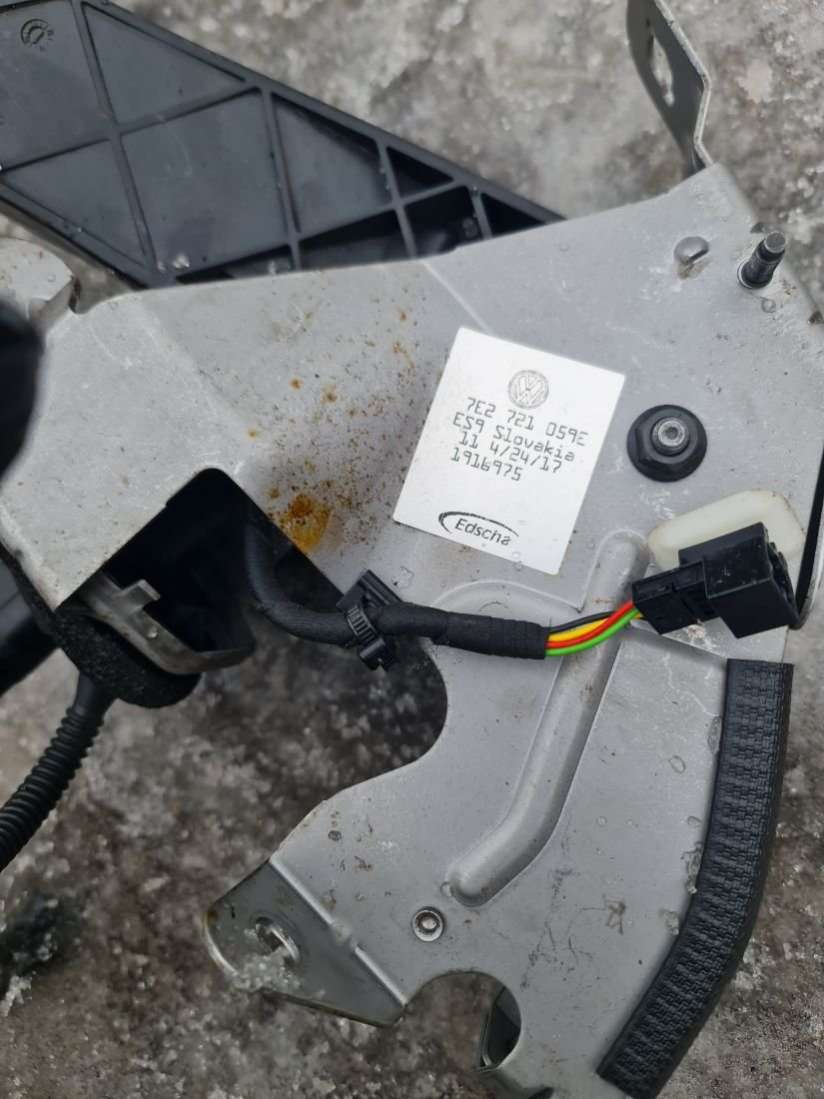 7E2 721 059E
ES9 Slovakia
11 4/24/17
1916975
Edscha